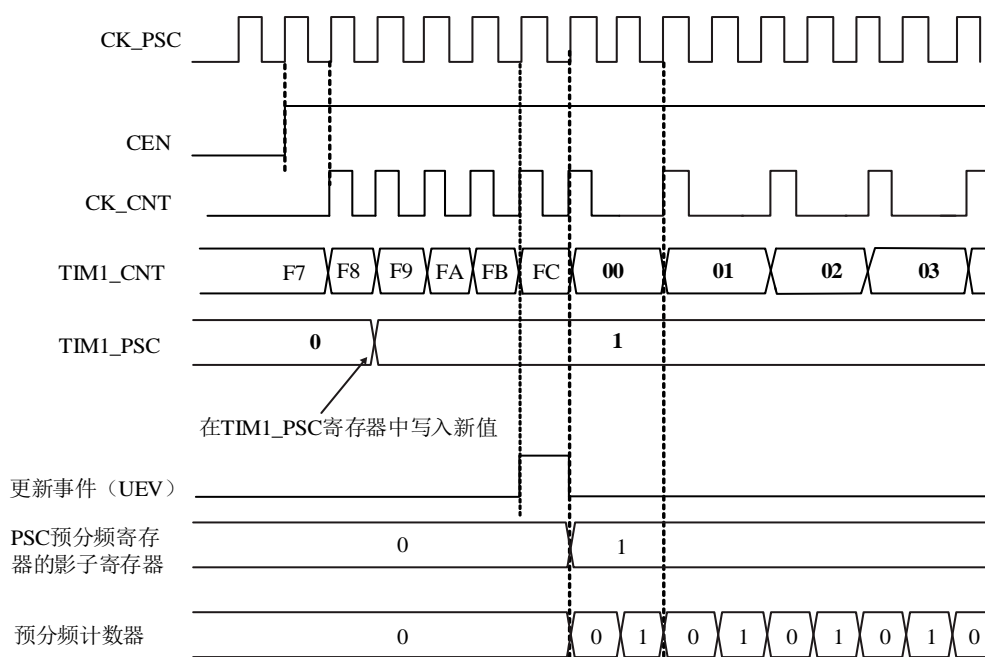 CK_PSC
CEN
CK_CNT
TIM1_CNT F7 F8 F9 FA FB FC 00 01 02 03
TIM1_PSC 0 1
在TIM1_PSC寄存器中写入新值
更新事件（UEV）
PSC预分频寄存
器的影子寄存器 0 1
预分频计数器 0 0 1 0 1 0 1 0 1 0